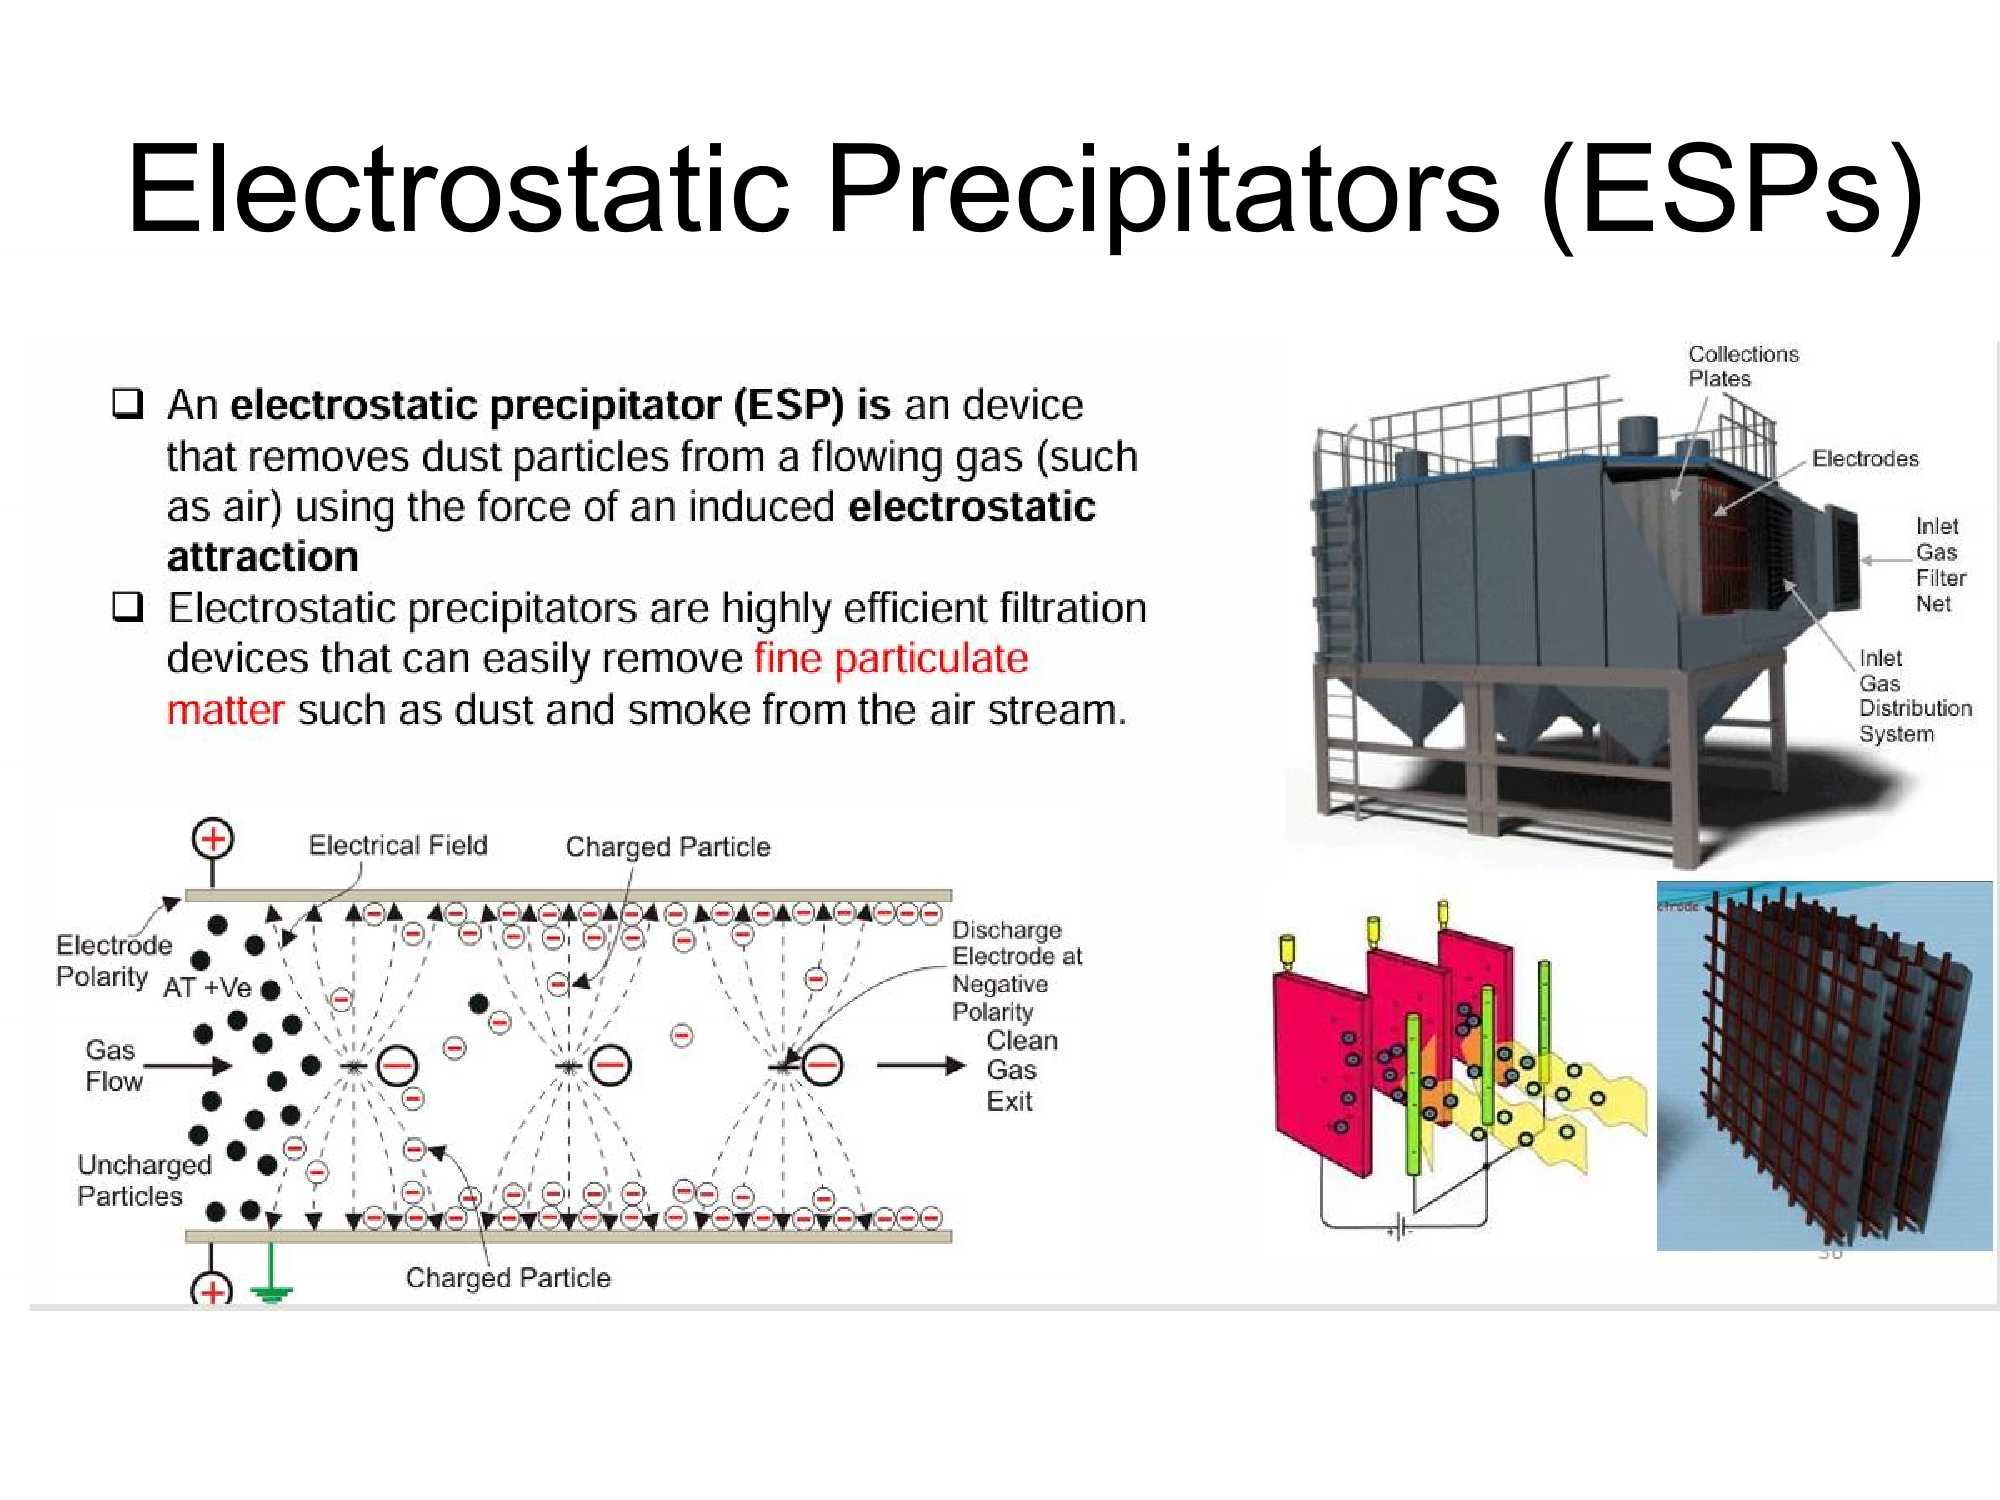 Electrostatic Precipitators (ESPs)
An electrostatic precipitator (ESP) is an device
that removes dust particles from a flowing gas (such
as air) using the force of an induced electrostatic
attraction
Electrostatic precipitators are highly efficient filtration
devices that can easily remove fine particulate
matter such as dust and smoke from the air stream.
Collections
Plates
Electrodes
Inlet
Gas
Filter
Net
Inlet
Gas
Distribution
System
Electrical Field
Charged Particle
Electrode
Polarity
AT +Ve
Discharge
Electrode at
Negative
Polarity
Gas
Flow
Clean
Gas
Exit
Uncharged
Particles
Charged Particle